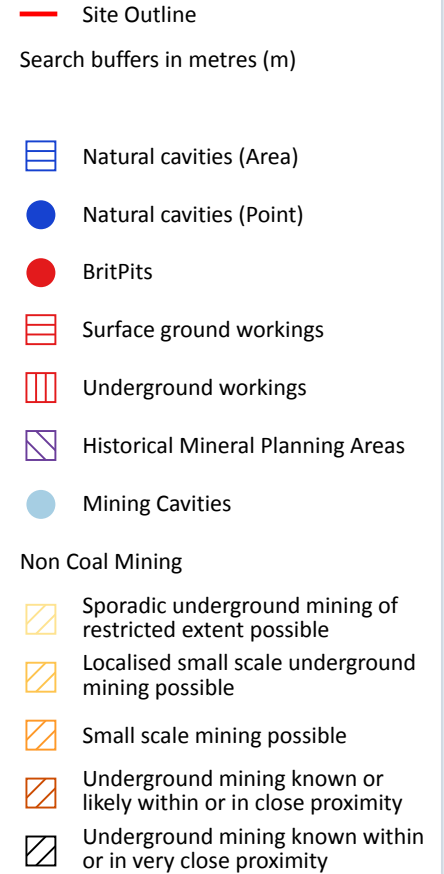 Site Outline
Search buffers in metres (m)
Natural cavities (Area)
Natural cavities (Point)
BritPits
Surface ground workings
Underground workings
Historical Mineral Planning Areas
Mining Cavities
Non Coal Mining
Sporadic underground mining of
restricted extent possible
Localised small scale underground
mining possible
Small scale mining possible
Underground mining known or
likely within or in close proximity
Underground mining known within
or in very close proximity